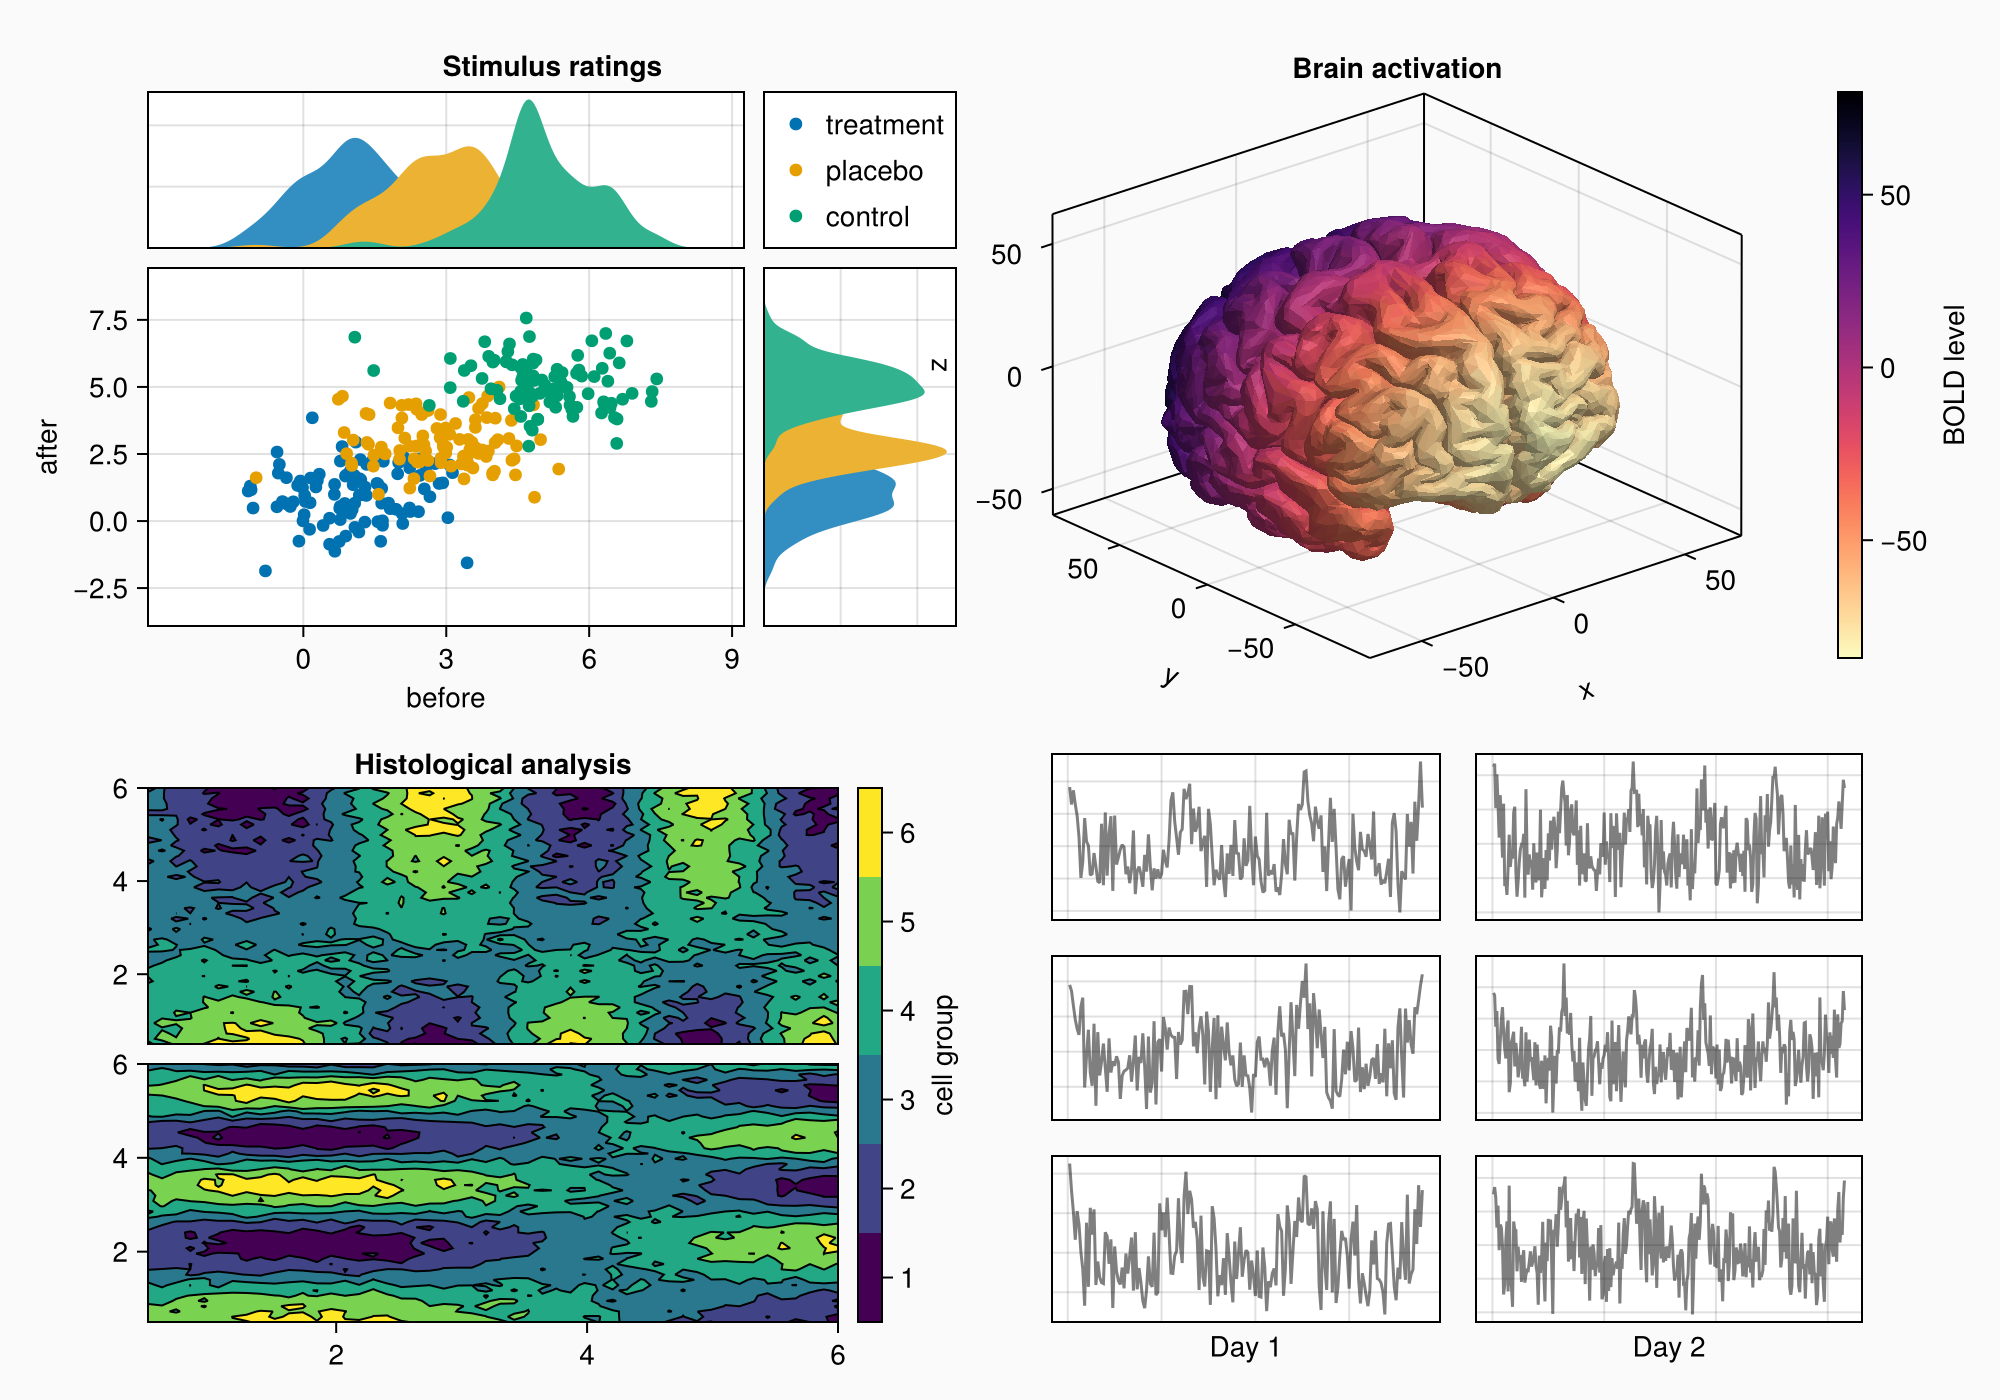 Stimulus ratings
treatment
placebo
control
7.5
5.0
2.5
0.0
−2.5
after
0
3
6
9
before
Brain activation
50
0
−50
z
50
0
−50
y
−50
0
50
x
50
0
−50
BOLD level
Histological analysis
6
4
2
6
4
2
2
4
6
6
5
4
3
2
1
cell group
Day 1
Day 2